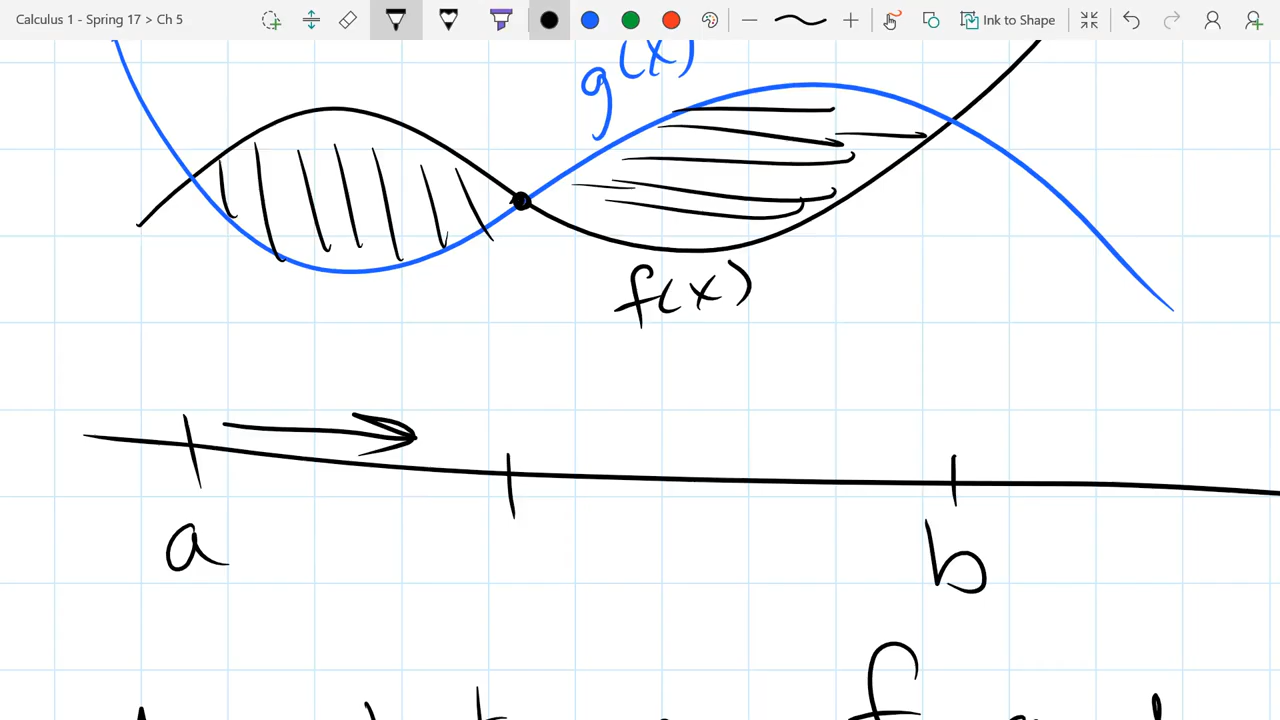 Calculus 1 - Spring 17 > Ch 5
Ink to Shape
g(x)
f(x)
a
b
f